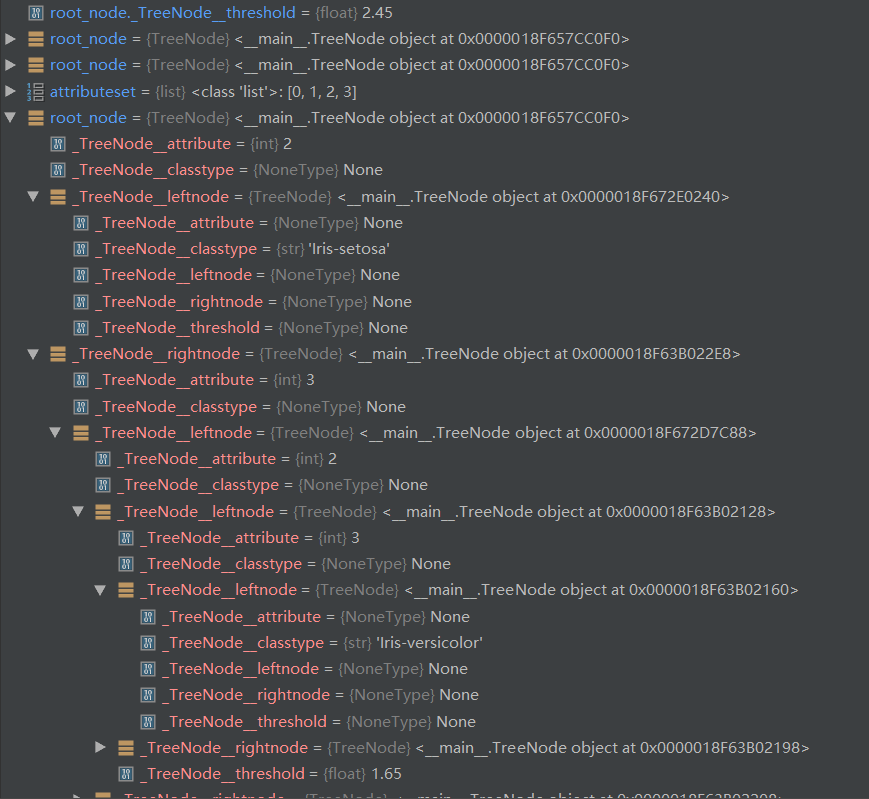 root_node._TreeNode__threshold = {float} 2.45
root_node = {TreeNode} <__main__.TreeNode object at 0x0000018F657CC0F0>
root_node = {TreeNode} <__main__.TreeNode object at 0x0000018F657CC0F0>
attributeset = {list} <class 'list'>: [0, 1, 2, 3]
root_node = {TreeNode} <__main__.TreeNode object at 0x0000018F657CC0F0>
_TreeNode__attribute = {int} 2
_TreeNode__classtype = {NoneType} None
_TreeNode__leftnode = {TreeNode} <__main__.TreeNode object at 0x0000018F672E0240>
_TreeNode__attribute = {NoneType} None
_TreeNode__classtype = {str} 'Iris-setosa'
_TreeNode__leftnode = {NoneType} None
_TreeNode__rightnode = {NoneType} None
_TreeNode__threshold = {NoneType} None
_TreeNode__rightnode = {TreeNode} <__main__.TreeNode object at 0x0000018F63B022E8>
_TreeNode__attribute = {int} 3
_TreeNode__classtype = {NoneType} None
_TreeNode__leftnode = {TreeNode} <__main__.TreeNode object at 0x0000018F672D7C88>
_TreeNode__attribute = {int} 2
_TreeNode__classtype = {NoneType} None
_TreeNode__leftnode = {TreeNode} <__main__.TreeNode object at 0x0000018F63B02128>
_TreeNode__attribute = {int} 3
_TreeNode__classtype = {NoneType} None
_TreeNode__leftnode = {TreeNode} <__main__.TreeNode object at 0x0000018F63B02160>
_TreeNode__attribute = {NoneType} None
_TreeNode__classtype = {str} 'Iris-versicolor'
_TreeNode__leftnode = {NoneType} None
_TreeNode__rightnode = {NoneType} None
_TreeNode__threshold = {NoneType} None
_TreeNode__rightnode = {TreeNode} <__main__.TreeNode object at 0x0000018F63B02198>
_TreeNode__threshold = {float} 1.65
_TreeNode__rightnode = {TreeNode} <__main__.TreeNode object at